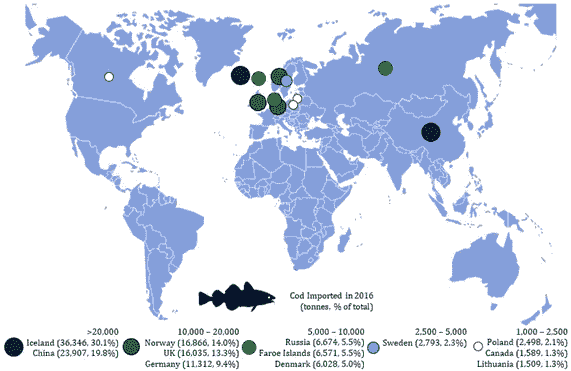 Cod Imported in 2016
(tonnes, % of total)
>20.000
Iceland (36,346, 30.1%)
China (23,907, 19.8%)
10.000 – 20.000
Norway (16.866, 14.0%)
UK (16.035, 13.3%)
Germany (11,312, 9.4%)
5.000 – 10.000
Russia (6,674, 5.5%)
Faroe Islands (6,571, 5.5%)
Denmark (6,028, 5.0%)
2,500 – 5,000
Sweden (2,793, 2.3%)
1,000 – 2,500
Poland (2,498, 2.1%)
Canada (1,589, 1.3%)
Lithuania (1,509, 1.3%)